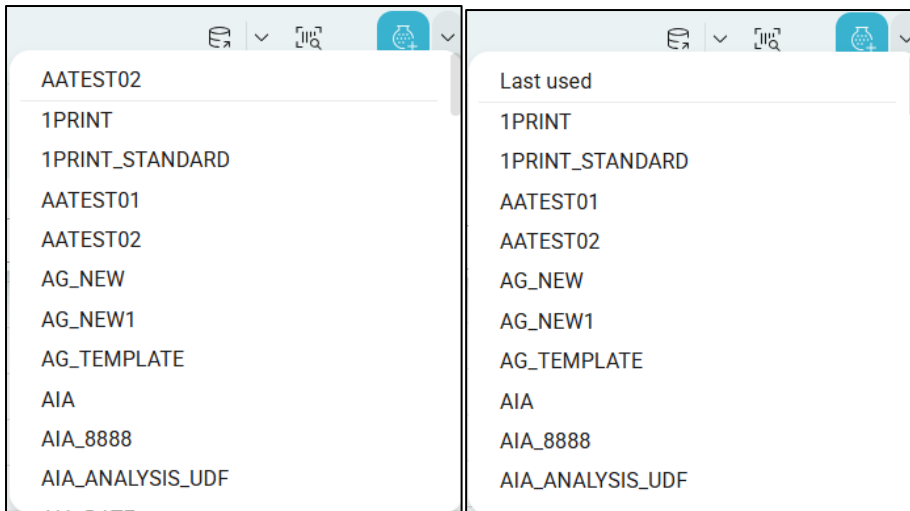 AATEST02
1PRINT
1PRINT_STANDARD
AATEST01
AATEST02
AG_NEW
AG_NEW1
AG_TEMPLATE
AIA
AIA_8888
AIA_ANALYSIS_UDF
Last used
1PRINT
1PRINT_STANDARD
AATEST01
AATEST02
AG_NEW
AG_NEW1
AG_TEMPLATE
AIA
AIA_8888
AIA_ANALYSIS_UDF